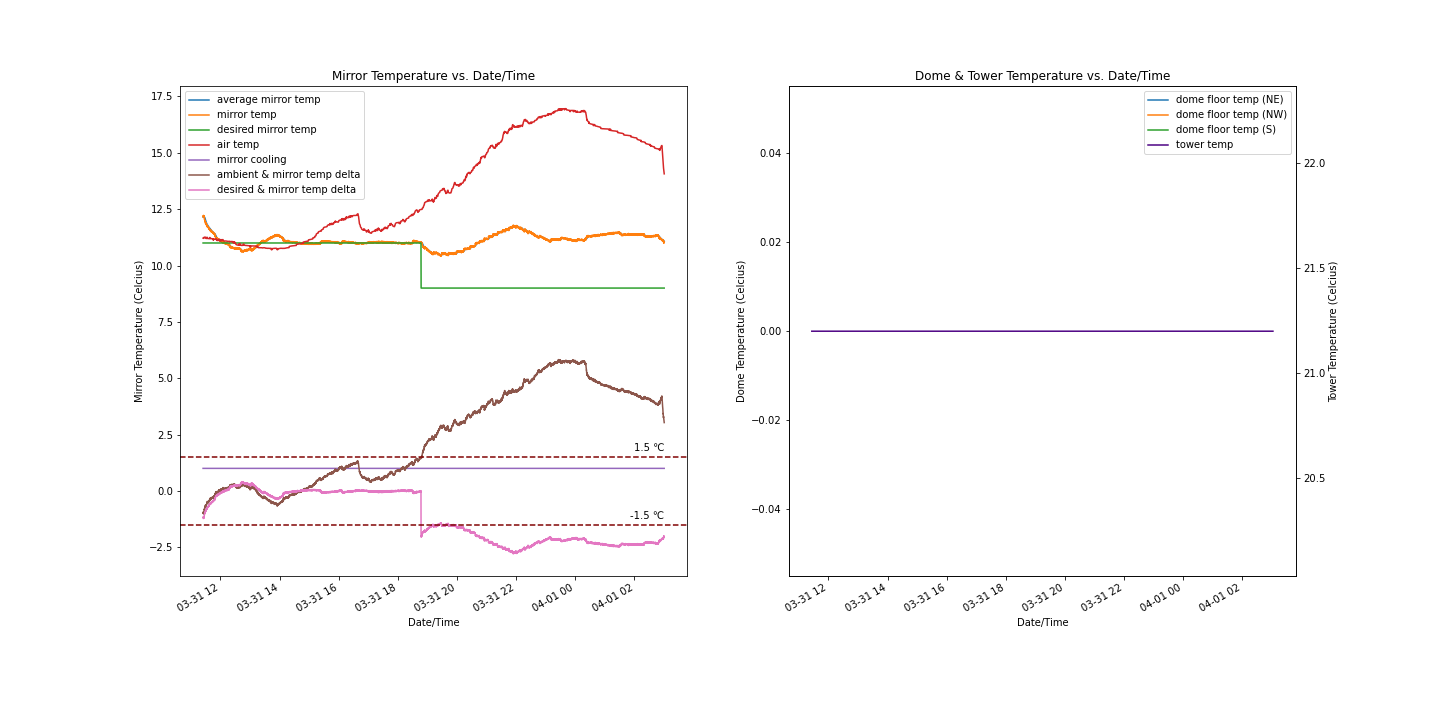 Mirror Temperature vs. Date/Time
17.5
15.0
12.5
10.0
7.5
5.0
2.5
0.0
−2.5
Mirror Temperature (Celcius)
average mirror temp
mirror temp
desired mirror temp
air temp
mirror cooling
ambient & mirror temp delta
desired & mirror temp delta
1.5 °C
-1.5 °C
03-31 12
03-31 14
03-31 16
03-31 18
03-31 20
03-31 22
04-01 00
04-01 02
Date/Time
Dome & Tower Temperature vs. Date/Time
0.04
0.02
0.00
−0.02
−0.04
Dome Temperature (Celcius)
dome floor temp (NE)
dome floor temp (NW)
dome floor temp (S)
tower temp
22.0
21.5
21.0
20.5
Tower Temperature (Celcius)
03-31 12
03-31 14
03-31 16
03-31 18
03-31 20
03-31 22
04-01 00
04-01 02
Date/Time